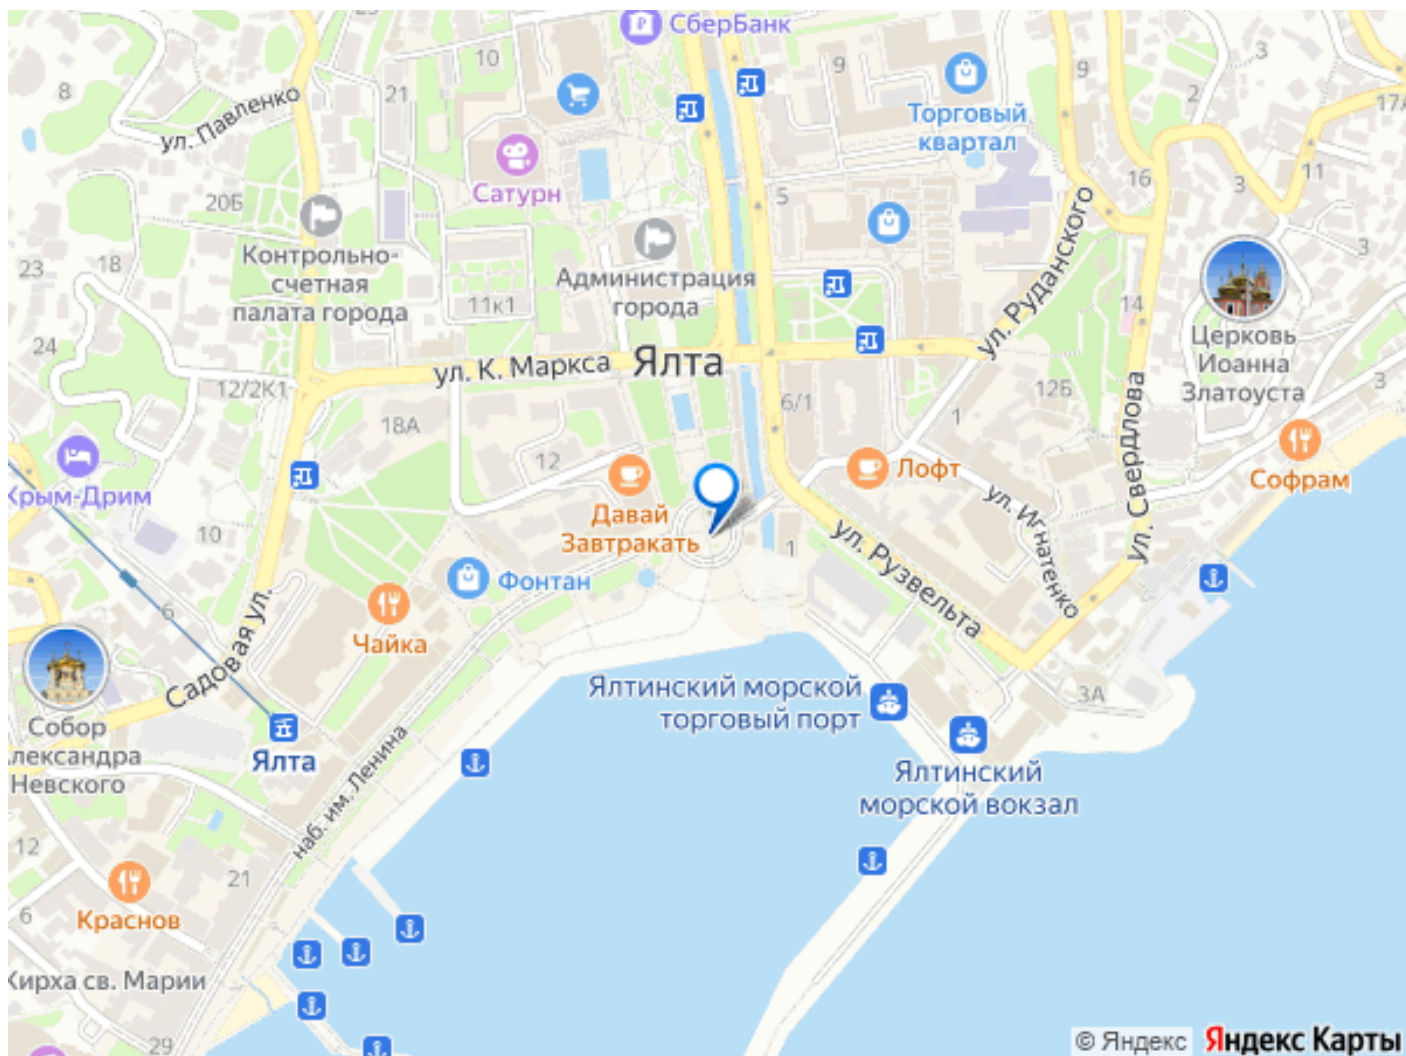 СберБанк
10
9
9
3
8
21
2
17А
ул. Павленко
Торговый
квартал
Сатурн
16
11
3
20Б
5
Контрольно-
счетная
палата города
Администрация
города
ул. Руданского
3
23
18
11к1
14
24
ул. К. Маркса
Ялта
Церковь
Иоанна
Златоуста
12/2К1
18А
6/1
1
12Б
3
ул. Свердлова
12
Лофт
Софрам
Крым-Дрим
10
Давай
Завтракать
ул. Игнатенко
1
ул. Рузвельта
Фонтан
6
Чайка
Садовая ул.
Ялтинский морской
торговый порт
3А
Собор
Александра
Невского
Ялта
наб. им. Ленина
Ялтинский
морской вокзал
12
21
Краснов
6
Кирха св. Марии
29
© Яндекс
Яндекс Карты